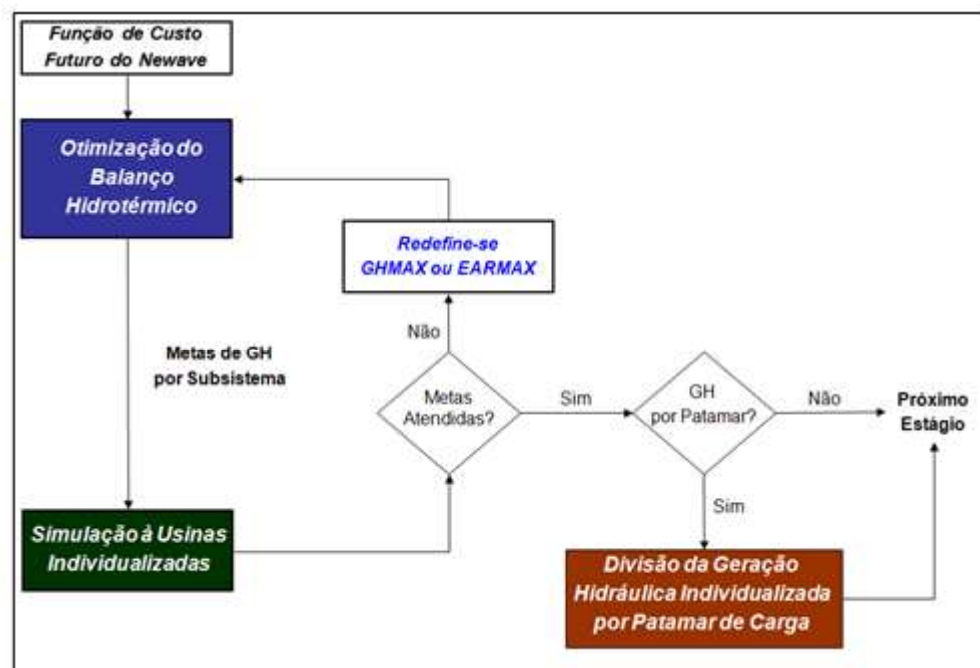 Função de Custo
Futuro do Newave
Otimização do
Balanço
Hidrotérmico
Redefine-se
GHMAX ou EARMAX
Não
Metas de GH
por Subsistema
Metas
Atendidas?
Sim
GH
por Patamar?
Não
Próximo
Estágio
Sim
Simulação à Usinas
Individualizadas
Divisão da Geração
Hidráulica Individualizada
por Patamar de Carga